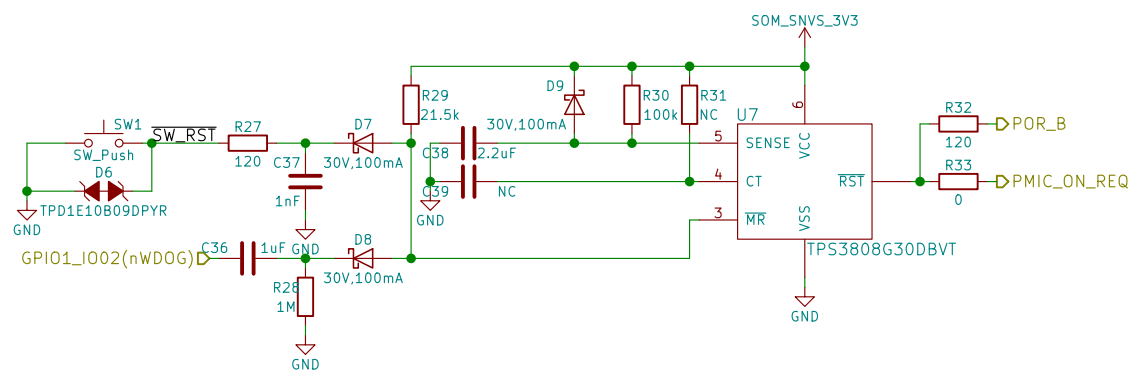 SOM_SNVS_3V3
D9
R29
21.5k
R30
100k
R31
NC
U7
6
SW1
SW_RST
R27
D7
30V,100mA
R32
POR_B
SW_Push
120
30V,100mA
C38
2.2uF
5
SENSE
VCC
120
D6
C37
C39
NC
4
CT
RST
R33
PMIC_ON_REQ
TPD1E10B09DPYR
1nF
GND
3
MR
VSS
0
GND
GND
C36
1uF
D8
TPS3808G30DBVT
GPIO1_IO02(nWDOG)
30V,100mA
R28
1M
GND
GND